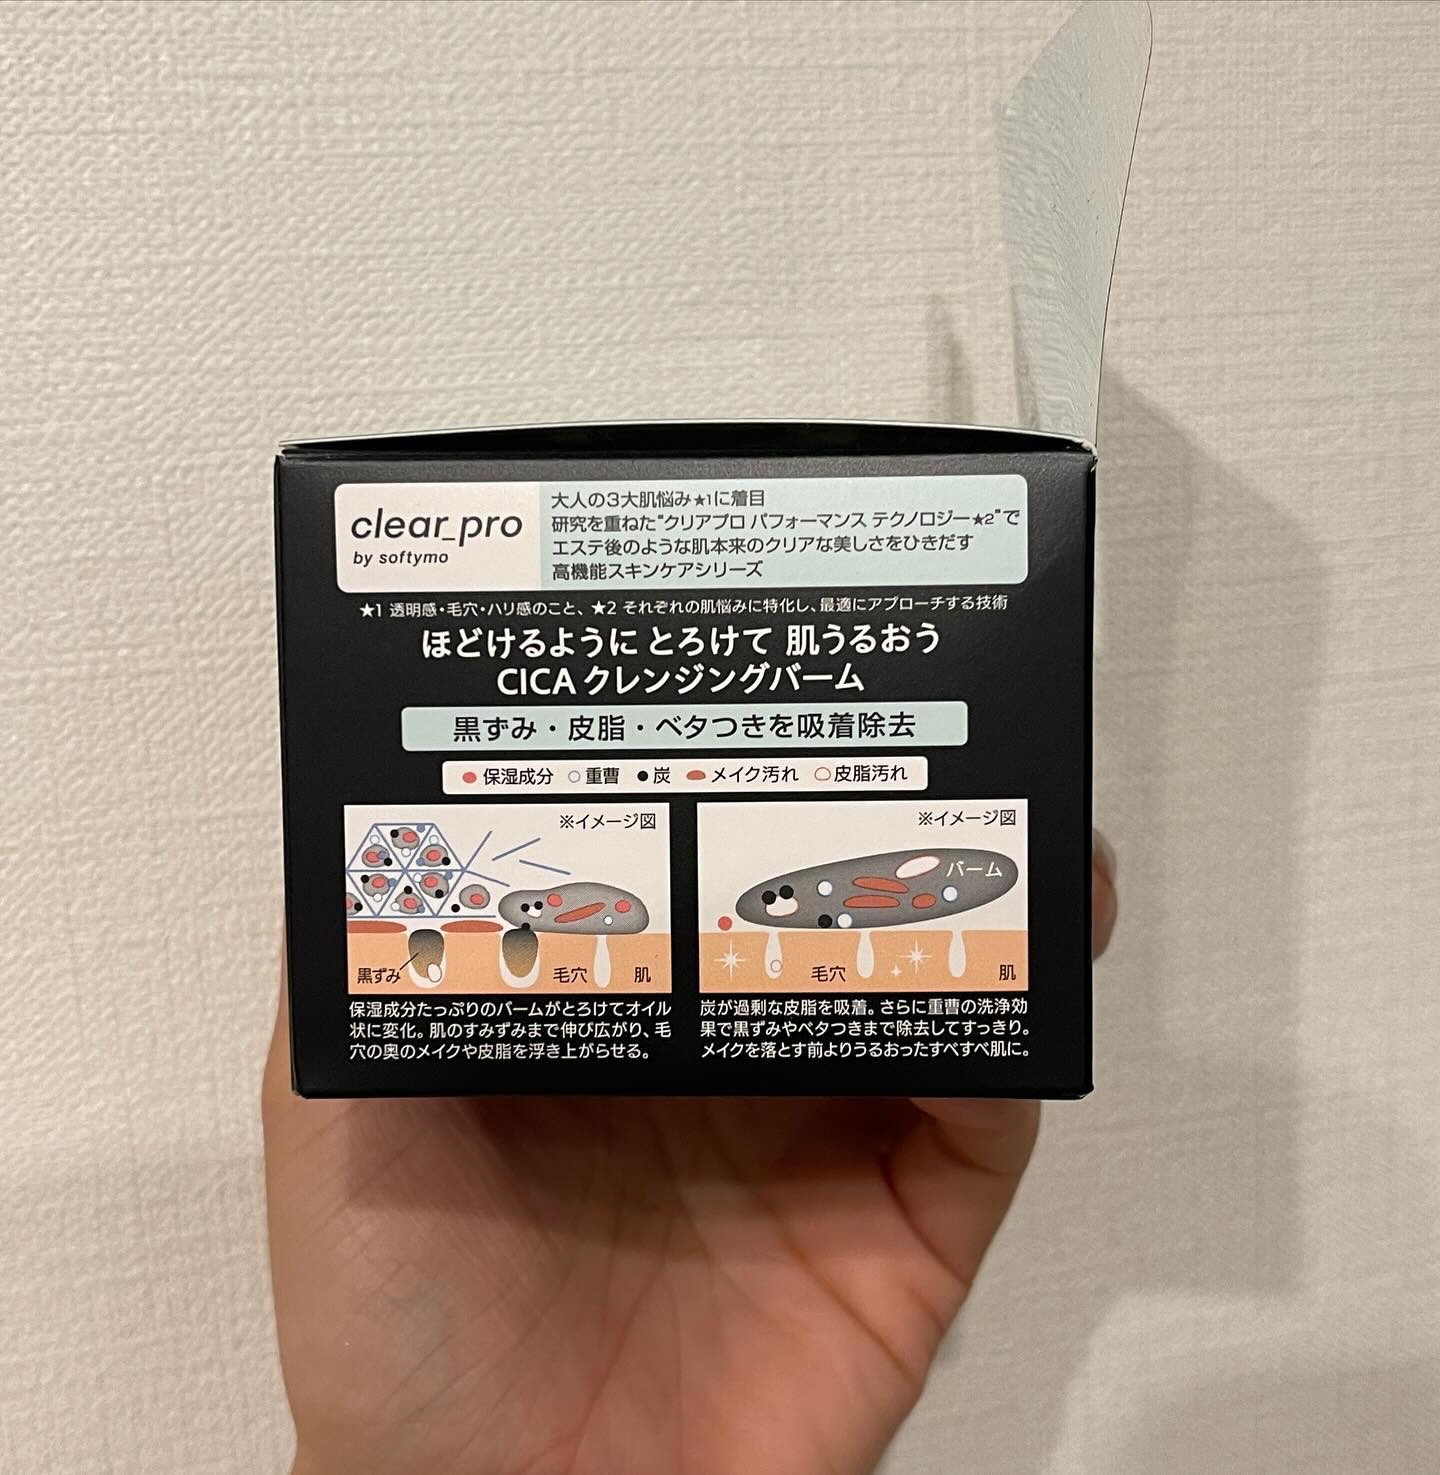 clear_pro
by softymo
大人の3大肌悩み★1に着目
研究を重ねた"クリアプロ パフォーマンス テクノロジー★2"で
エステ後のような肌本来のクリアな美しさをひきだす
高機能スキンケアシリーズ
★1 透明感・毛穴・ハリ感のこと、★2 それぞれの肌悩みに特化し、最適にアプローチする技術
ほどけるように とろけて 肌うるおう
CICA クレンジングバーム
黒ずみ・皮脂・ベタつきを吸着除去
保湿成分 重曹 炭 メイク汚れ 皮脂汚れ
※イメージ図
黒ずみ 毛穴 肌
保湿成分たっぷりのバームがとろけてオイル
状に変化。肌のすみずみまで伸び広がり、毛
穴の奥のメイクや皮脂を浮き上がらせる。
※イメージ図
バーム
毛穴 肌
炭が過剰な皮脂を吸着。さらに重曹の洗浄効
果で黒ずみやベタつきまで除去してすっきり。
メイクを落とす前よりうるおったすべすべ肌に。